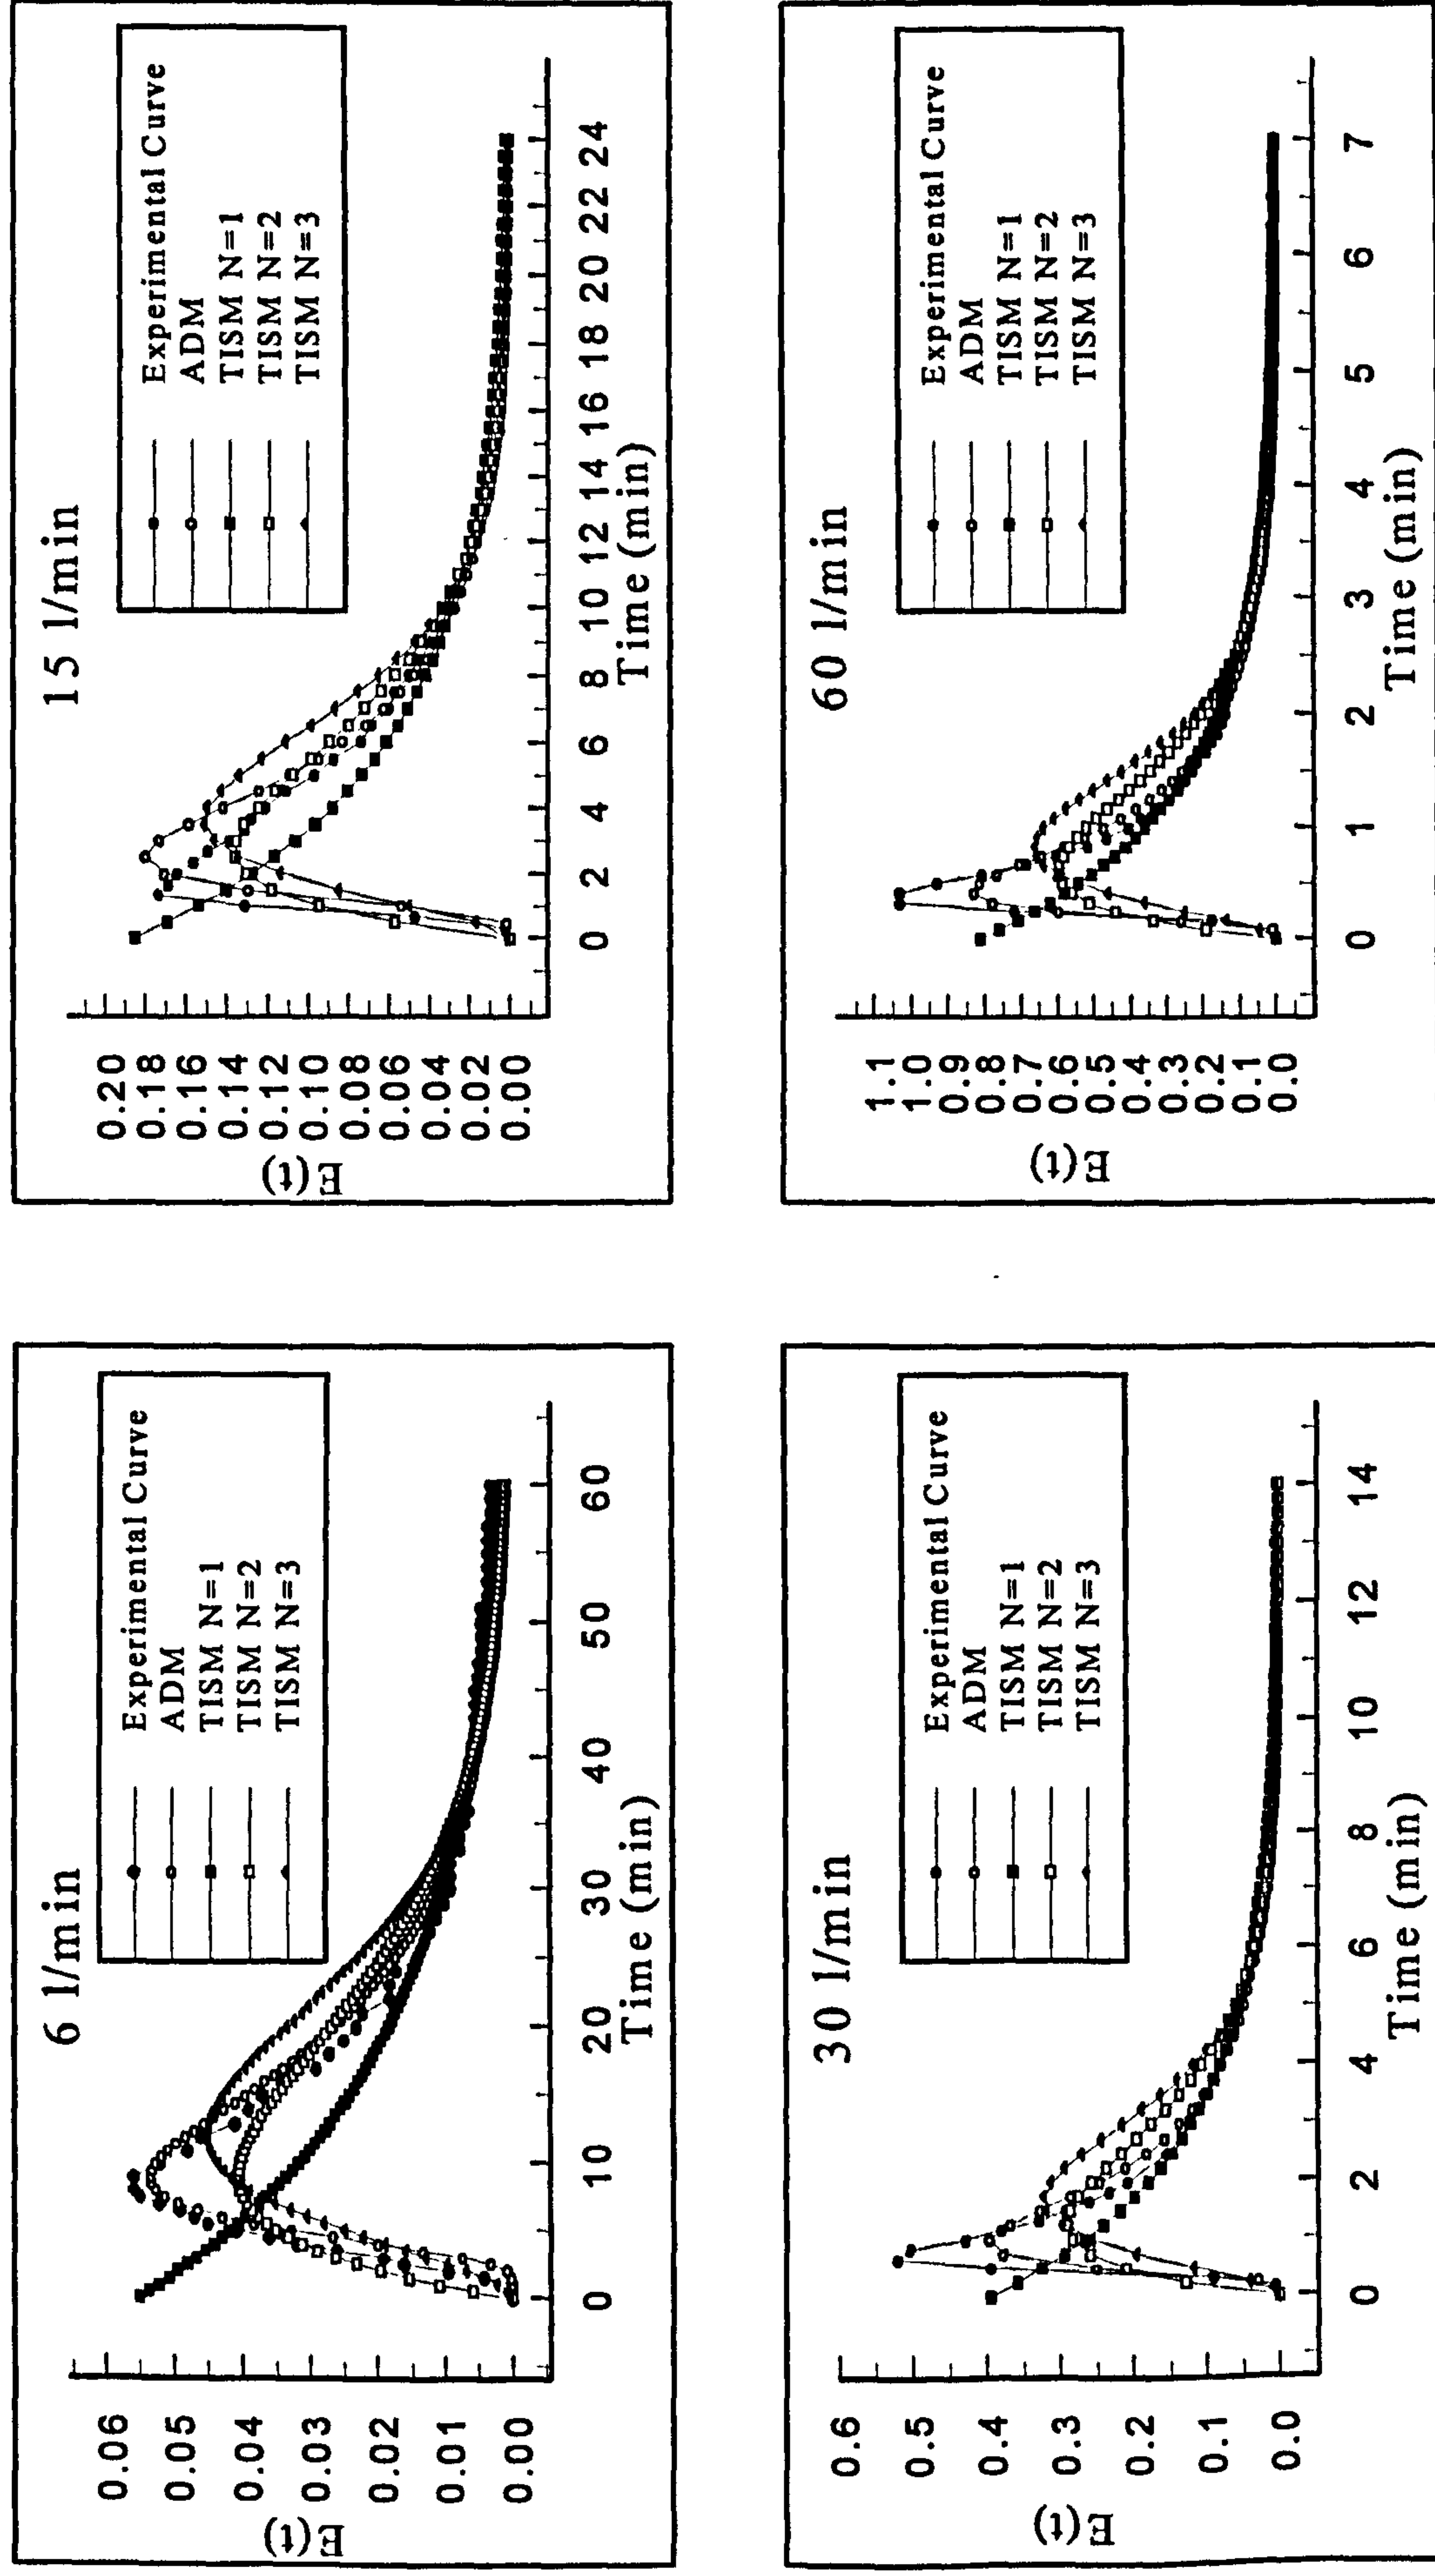 6 l/min
E(t)
0.06
0.05
0.04
0.03
0.02
0.01
0.00
Experimental Curve
ADM
TISM N=1
TISM N=2
TISM N=3
0 10 20 30 40 50 60
Time (min)
15 l/min
E(t)
0.20
0.18
0.16
0.14
0.12
0.10
0.08
0.06
0.04
0.02
0.00
Experimental Curve
ADM
TISM N=1
TISM N=2
TISM N=3
0 2 4 6 8 10 12 14 16 18 20 22 24
Time (min)
30 l/min
E(t)
0.6
0.5
0.4
0.3
0.2
0.1
0.0
Experimental Curve
ADM
TISM N=1
TISM N=2
TISM N=3
0 2 4 6 8 10 12 14
Time (min)
60 l/min
E(t)
1.1
1.0
0.9
0.8
0.7
0.6
0.5
0.4
0.3
0.2
0.1
0.0
Experimental Curve
ADM
TISM N=1
TISM N=2
TISM N=3
0 1 2 3 4 5 6 7
Time (min)